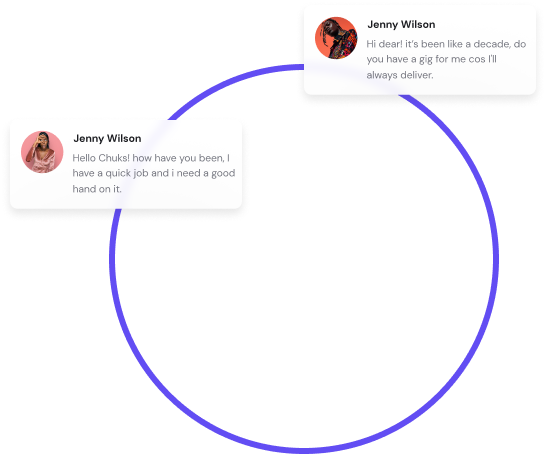 Jenny Wilson
Hi dear! it's been like a decade, do
you have a gig for me cos I'll
always deliver.
Jenny Wilson
Hello Chuks! how have you been, I
have a quick job and i need a good
hand on it.